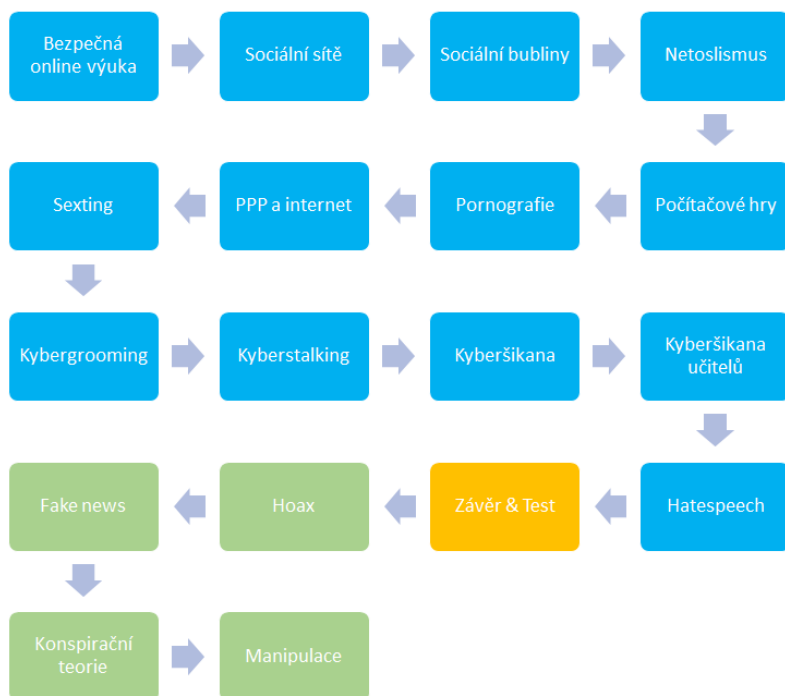 Bezpečná
online výuka
Sociální sítě
Sociální bubliny
Netoslismus
Počítačové hry
Pornografie
PPP a internet
Sexting
Kybergrooming
Kyberstalking
Kyberšikana
Kyberšikana
učitelů
Hatespeech
Závěr & Test
Hoax
Fake news
Konspirační
teorie
Manipulace